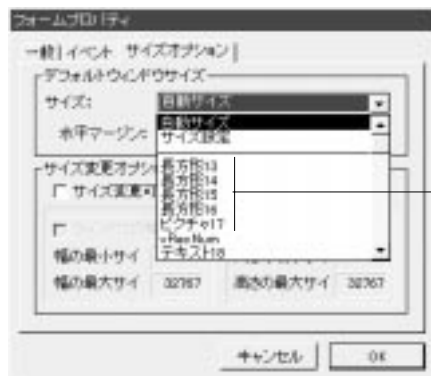 フォームプロパティ
一般 | イベント サイズオプション |
デフォルトウィンドウサイズ
サイズ: 自動サイズ
自動サイズ
水平マージン:
サイズ設定
サイズ変更オプシ
長方形13
長方形14
サイズ変更可
長方形15
長方形16
ピクチャ17
vRecNum
幅の最小サイ
テキスト18
幅の最大サイ 32767 高さの最大サイ 32767
キャンセル OK